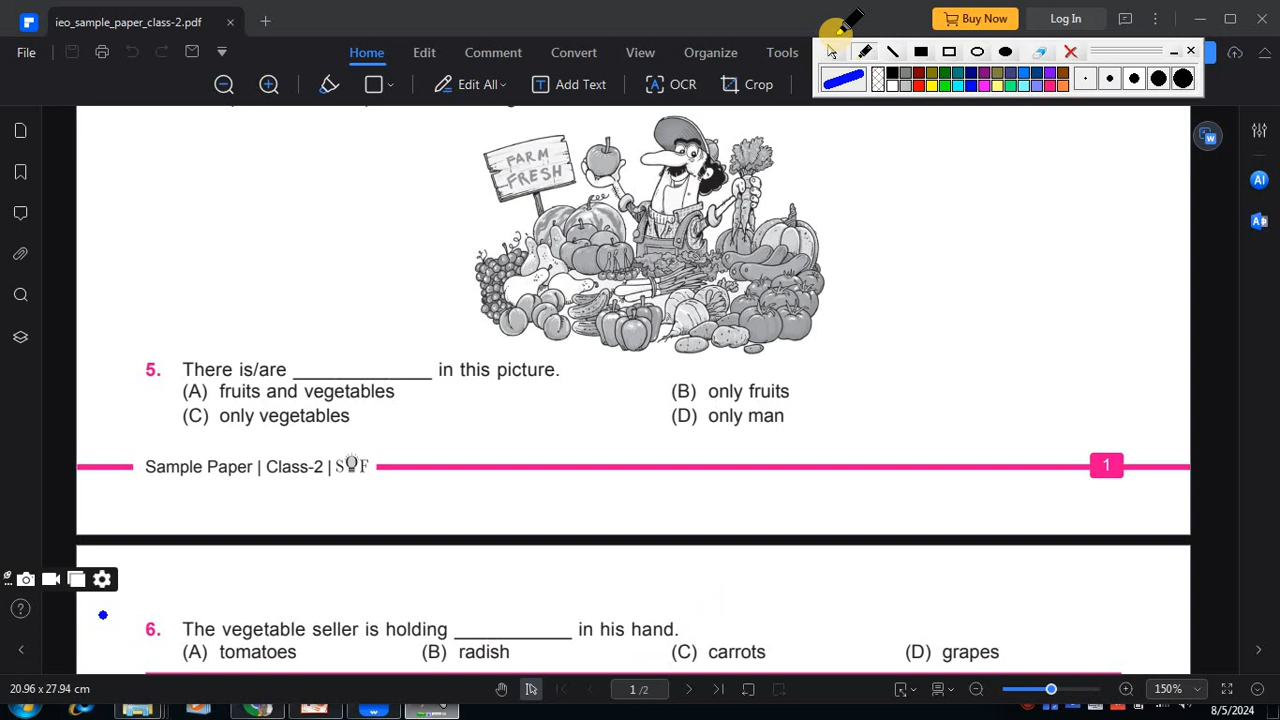 ieo_sample_paper_class-2.pdf
Buy Now
Log In
File
Home
Edit
Comment
Convert
View
Organize
Tools
Edit All
Add Text
OCR
Crop
FARM
FRESH
5. There is/are ____________ in this picture.
(A) fruits and vegetables (B) only fruits
(C) only vegetables (D) only man
Sample Paper | Class-2 | SOF
1
6. The vegetable seller is holding ___________ in his hand.
(A) tomatoes (B) radish (C) carrots (D) grapes
20.96 x 27.94 cm
1 /2
150%
8/5/2024
AI